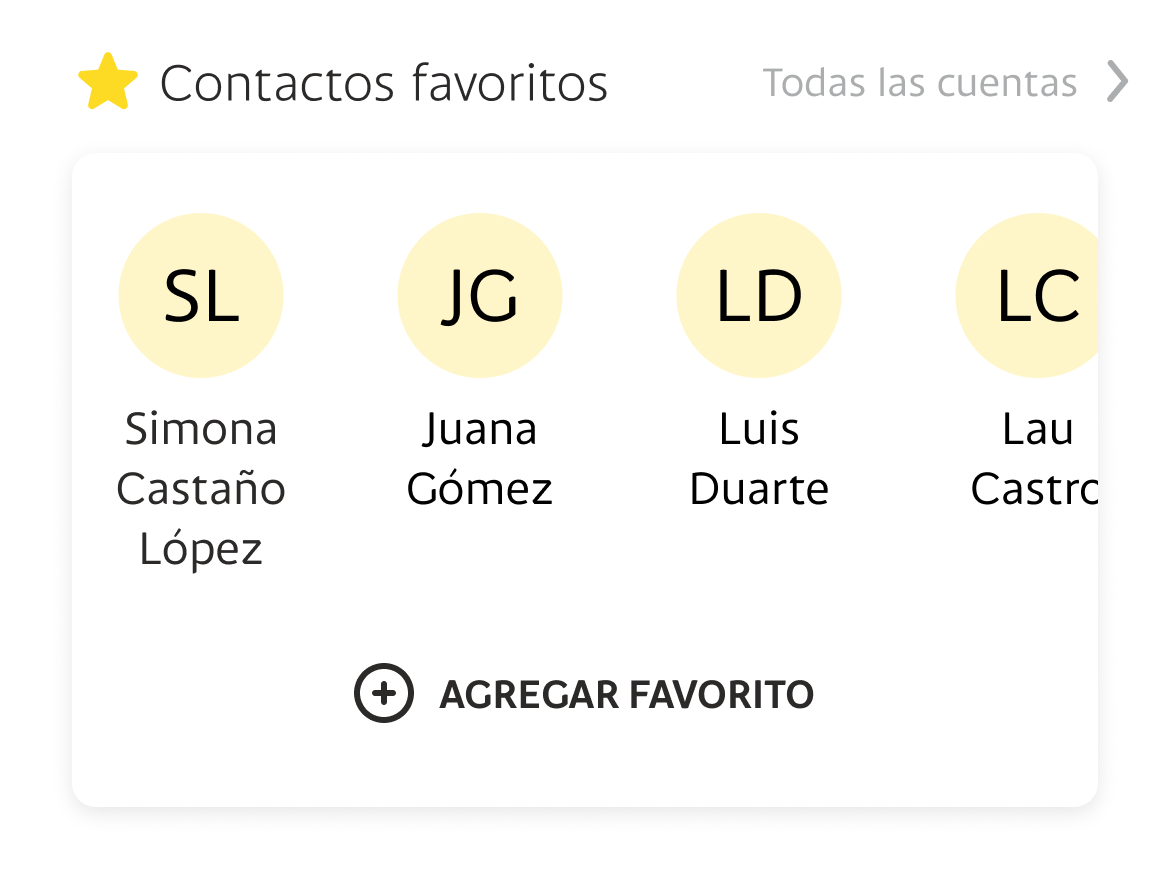 Contactos favoritos
Todas las cuentas
SL
JG
LD
LC
Simona
Castaño
López
Juana
Gómez
Luis
Duarte
Lau
Castro
AGREGAR FAVORITO